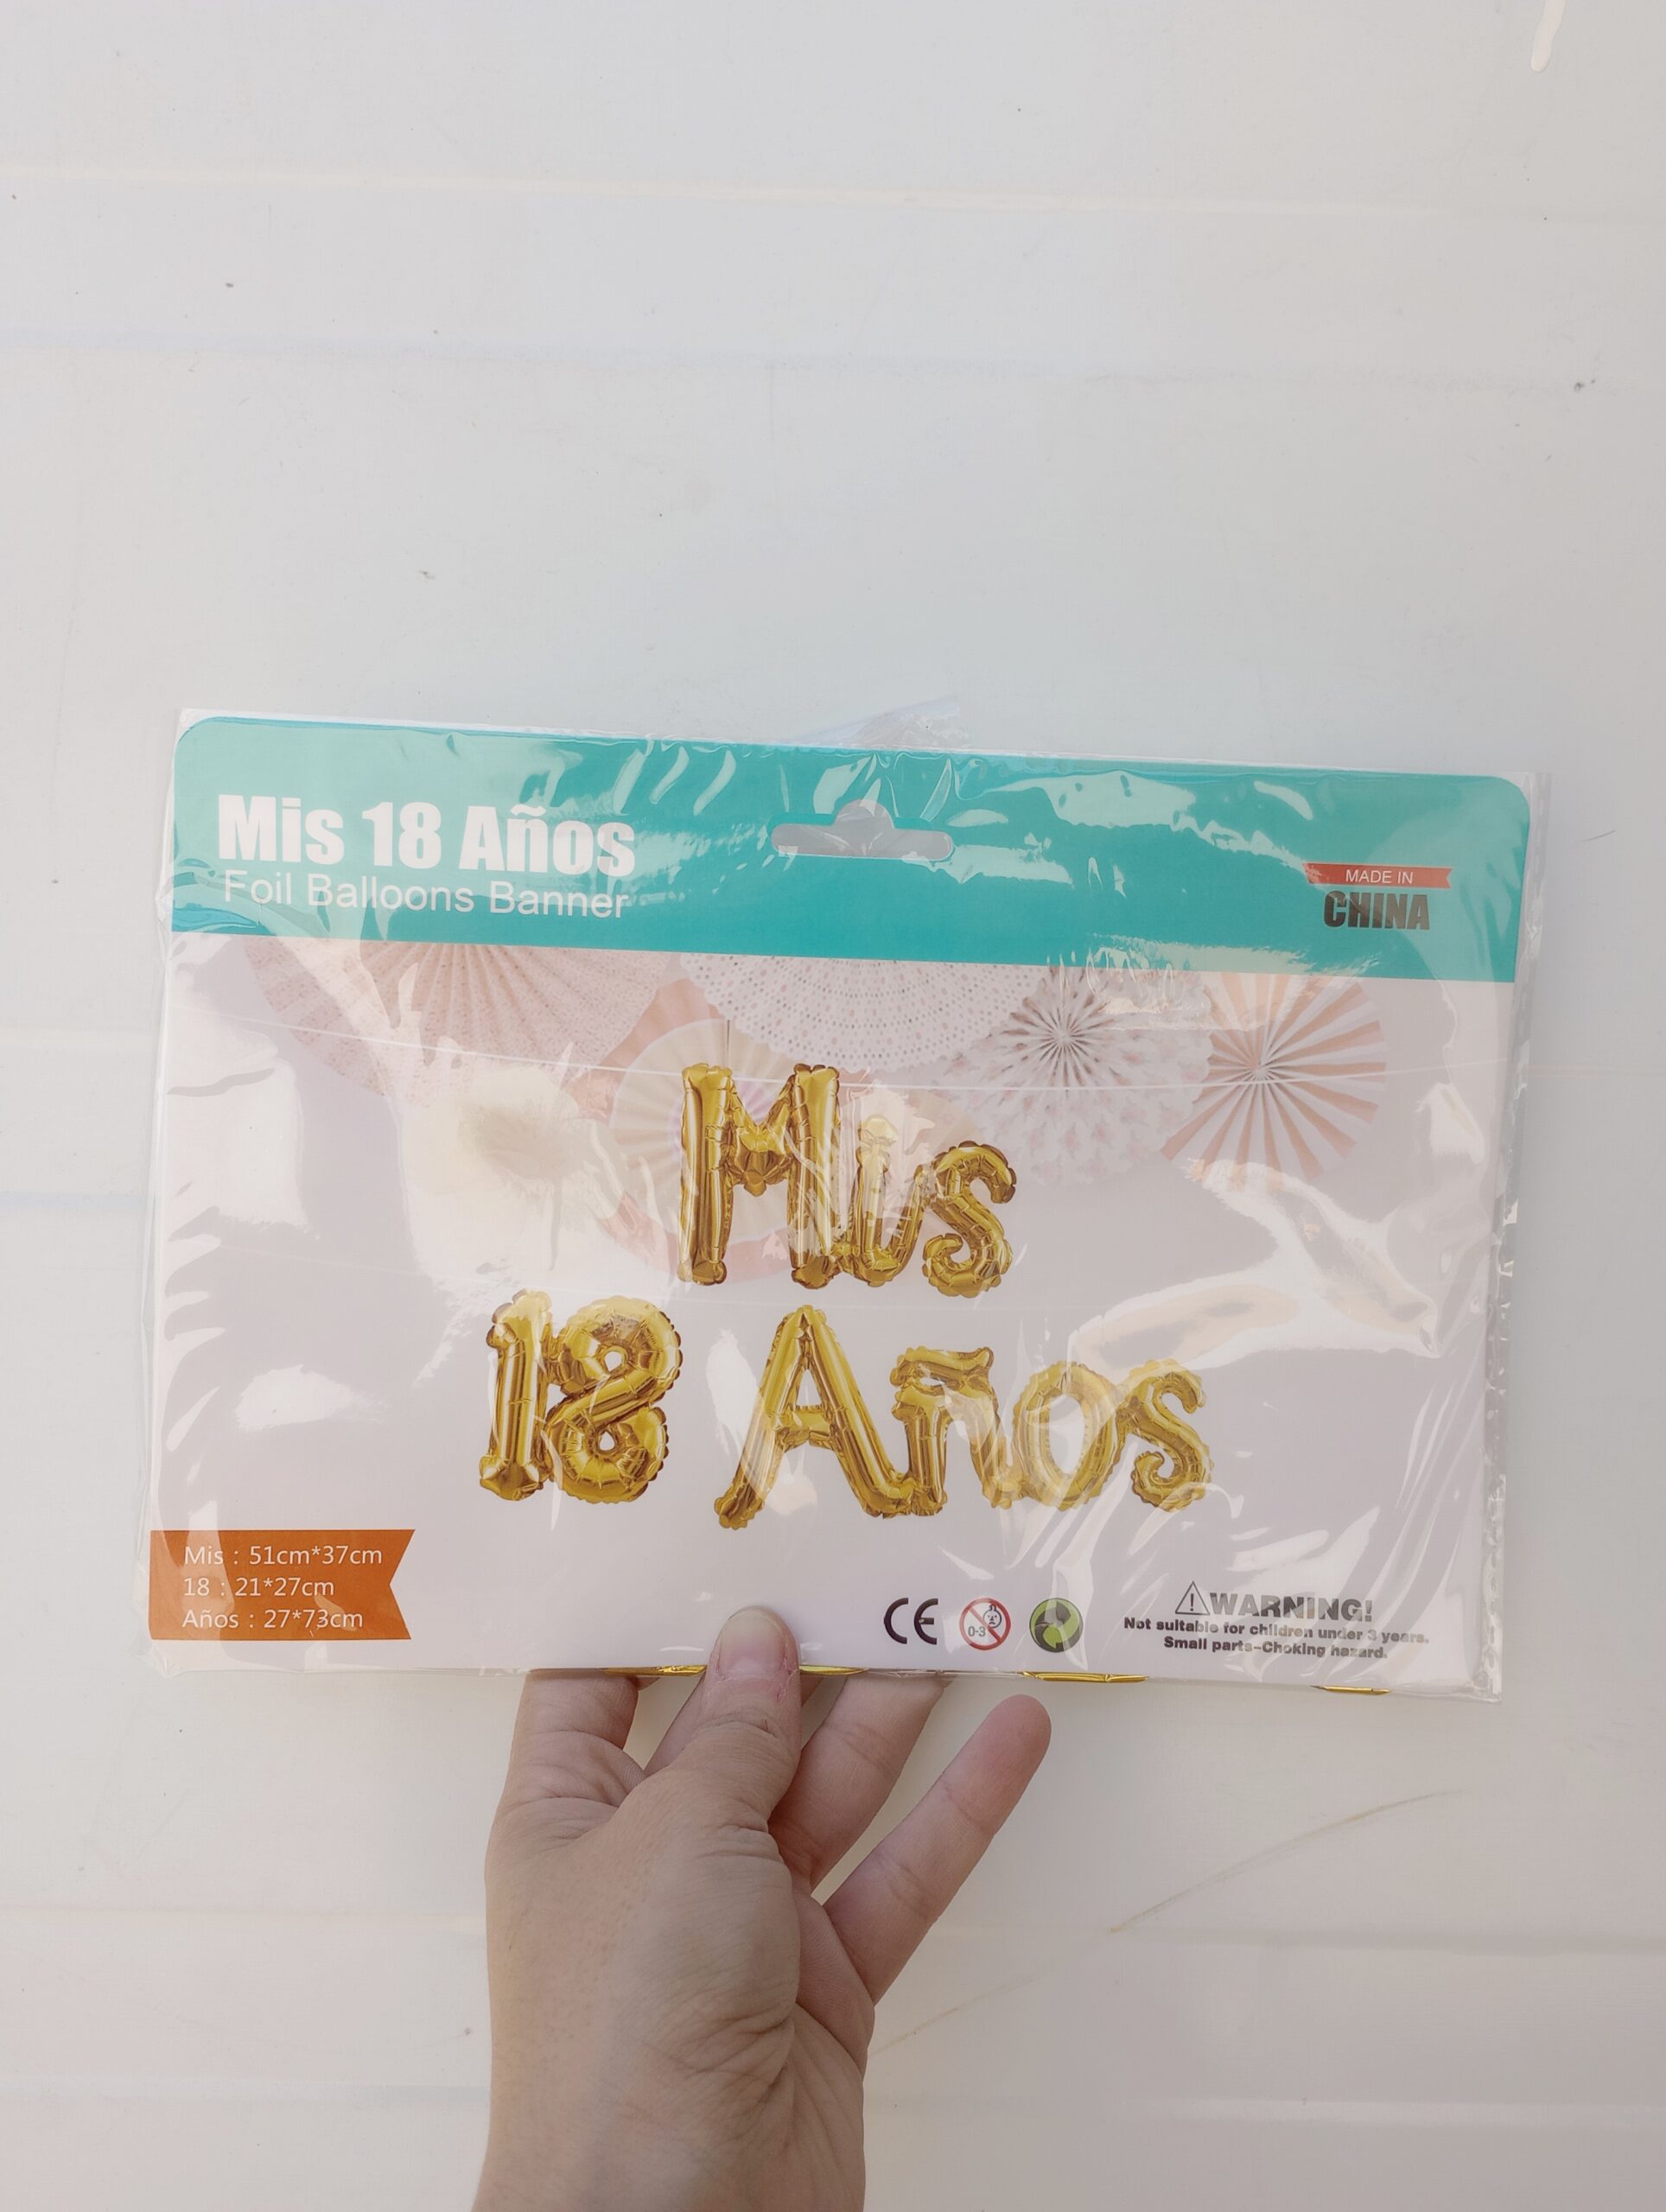 Mis 18 Años
Foil Balloons Banner
MADE IN
CHINA
Mis
18 Años
Mis : 51cm*37cm
18 : 21*27cm
Años : 27*73cm
CE
0-3
WARNING!
Not suitable for children under 3 years.
Small parts-Choking hazard.